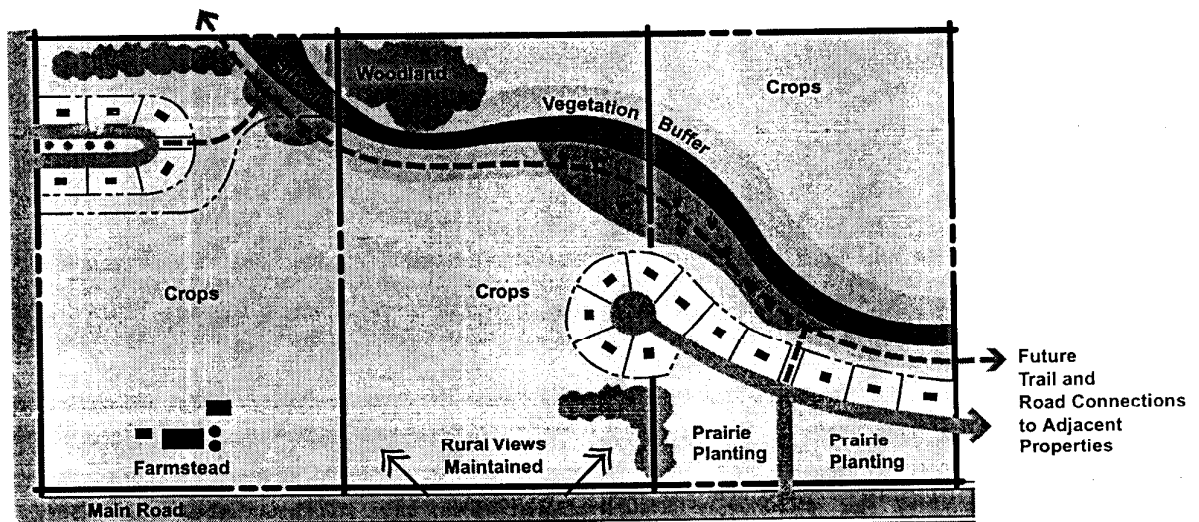 Woodland
Crops
Vegetation
Buffer
Crops
Crops
Future
Trail and
Road Connections
to Adjacent
Properties
Rural Views
Maintained
Prairie
Planting
Prairie
Planting
Farmstead
Main Road